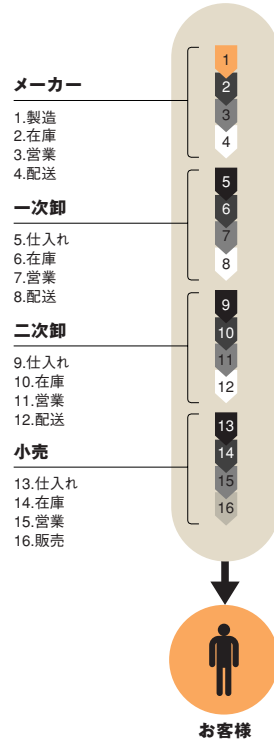 メーカー
1.製造
2.在庫
3.営業
4.配送
一次卸
5.仕入れ
6.在庫
7.営業
8.配送
二次卸
9.仕入れ
10.在庫
11.営業
12.配送
小売
13.仕入れ
14.在庫
15.営業
16.販売
1
2
3
4
5
6
7
8
9
10
11
12
13
14
15
16
お客様